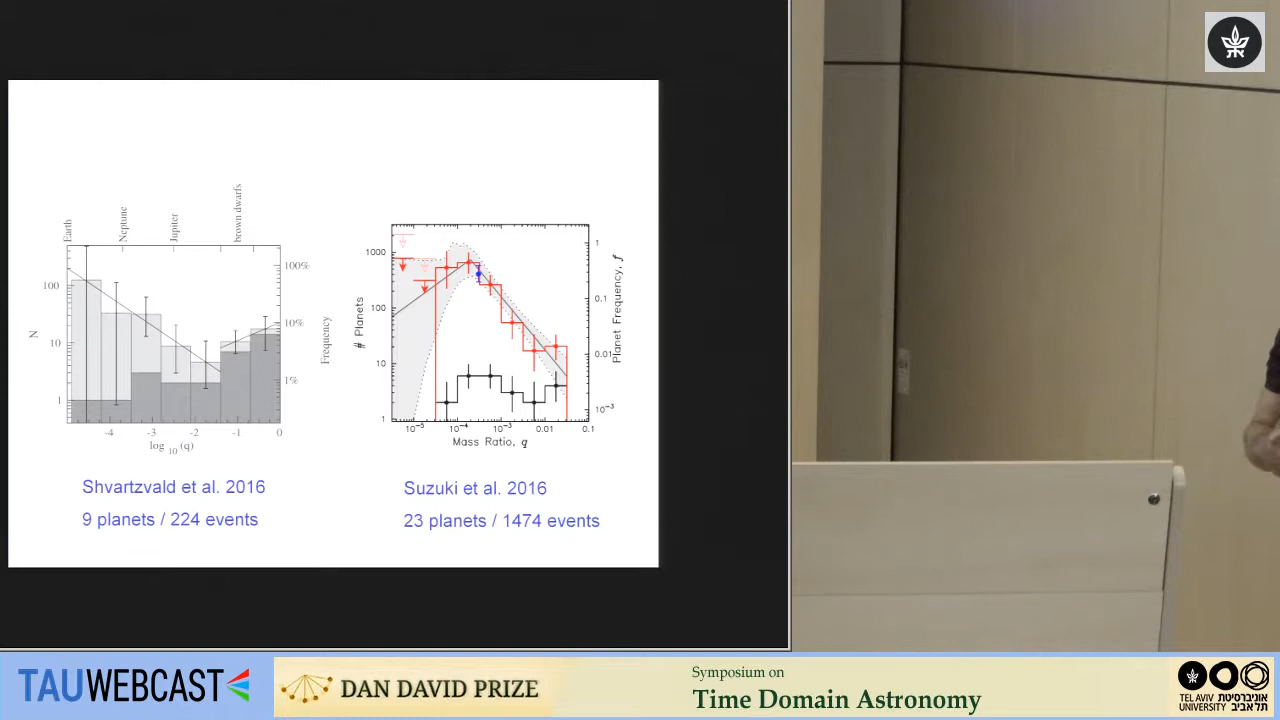 Earth
Neptune
Jupiter
brown dwarfs
100
10
1
N
100%
10%
1%
Frequency
-4 -3 -2 -1 0
log 10 (q)
1000
100
10
1
# Planets
1
0.1
0.01
10⁻³
Planet Frequency, f
10⁻⁵ 10⁻⁴ 10⁻³ 0.01 0.1
Mass Ratio, q
Shvartzvald et al. 2016
9 planets / 224 events
Suzuki et al. 2016
23 planets / 1474 events
TAUWEBCAST
DAN DAVID PRIZE
Symposium on
Time Domain Astronomy
TEL AVIV אוניברסיטת
UNIVERSITY תל אביב